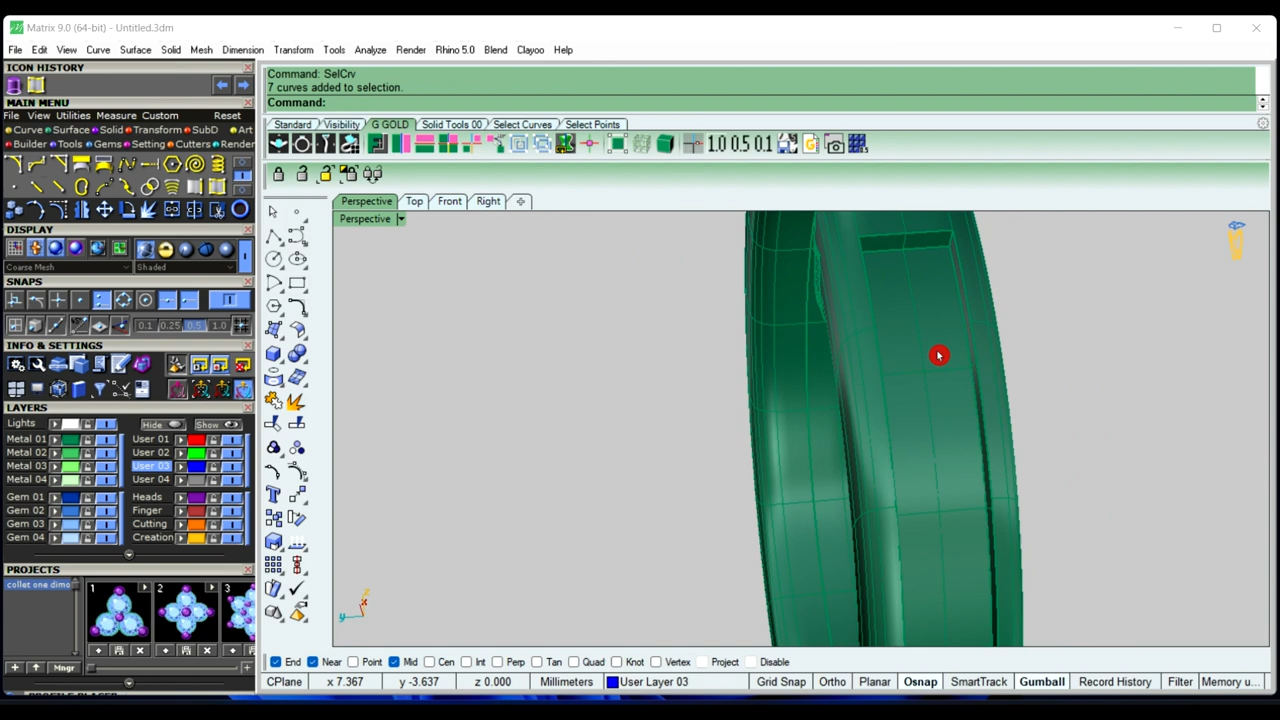 Matrix 9.0 (64-bit) - Untitled.3dm
File Edit View Curve Surface Solid Mesh Dimension Transform Tools Analyze Render Rhino 5.0 Blend Clayoo Help
ICON HISTORY
MAIN MENU
File View Utilities Measure Custom Reset
Curve Surface Solid Transform SubD Art
Builder Tools Gems Setting Cutters Render
DISPLAY
Coarse Mesh Shaded
SNAPS
0.1 0.25 0.5 1.0
INFO & SETTINGS
LAYERS
Lights Hide Show
Metal 01 User 01
Metal 02 User 02
Metal 03 User 03
Metal 04 User 04
Gem 01 Heads
Gem 02 Finger
Gem 03 Cutting
Gem 04 Creation
PROJECTS
collet one dimo
1 2 3
Mngr
Command: SelCrv
7 curves added to selection.
Command:
Standard Visibility G GOLD Solid Tools 00 Select Curves Select Points
1.0 0.5 0.1
Perspective Top Front Right
Perspective
z
x
y
End Near Point Mid Cen Int Perp Tan Quad Knot Vertex Project Disable
CPlane x 7.367 y -3.637 z 0.000 Millimeters User Layer 03 Grid Snap Ortho Planar Osnap SmartTrack Gumball Record History Filter Memory u...